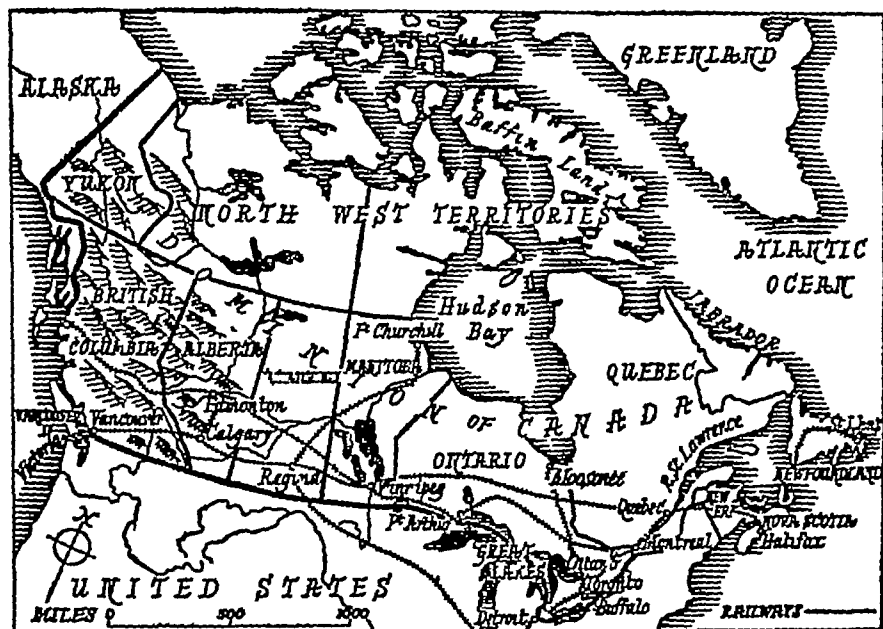 GREENLAND
ALASKA
Baffin
Land
YUKON
NORTH WEST TERRITORIES
ATLANTIC
OCEAN
DOMINION OF CANADA
BRITISH
COLUMBIA
ALBERTA
Pt Churchill
Hudson
Bay
LABRADOR
MANITOBA
QUEBEC
Edmonton
Vancouver
Calgary
Victoria
Regina
Winnipeg
ONTARIO
R. St Lawrence
NEWFOUNDLAND
Quebec
Pt Arthur
NOVA SCOTIA
Halifax
Montreal
GREAT
LAKES
Toronto
Buffalo
Detroit
N
UNITED STATES
MILES 0 500 1000
RAILWAYS